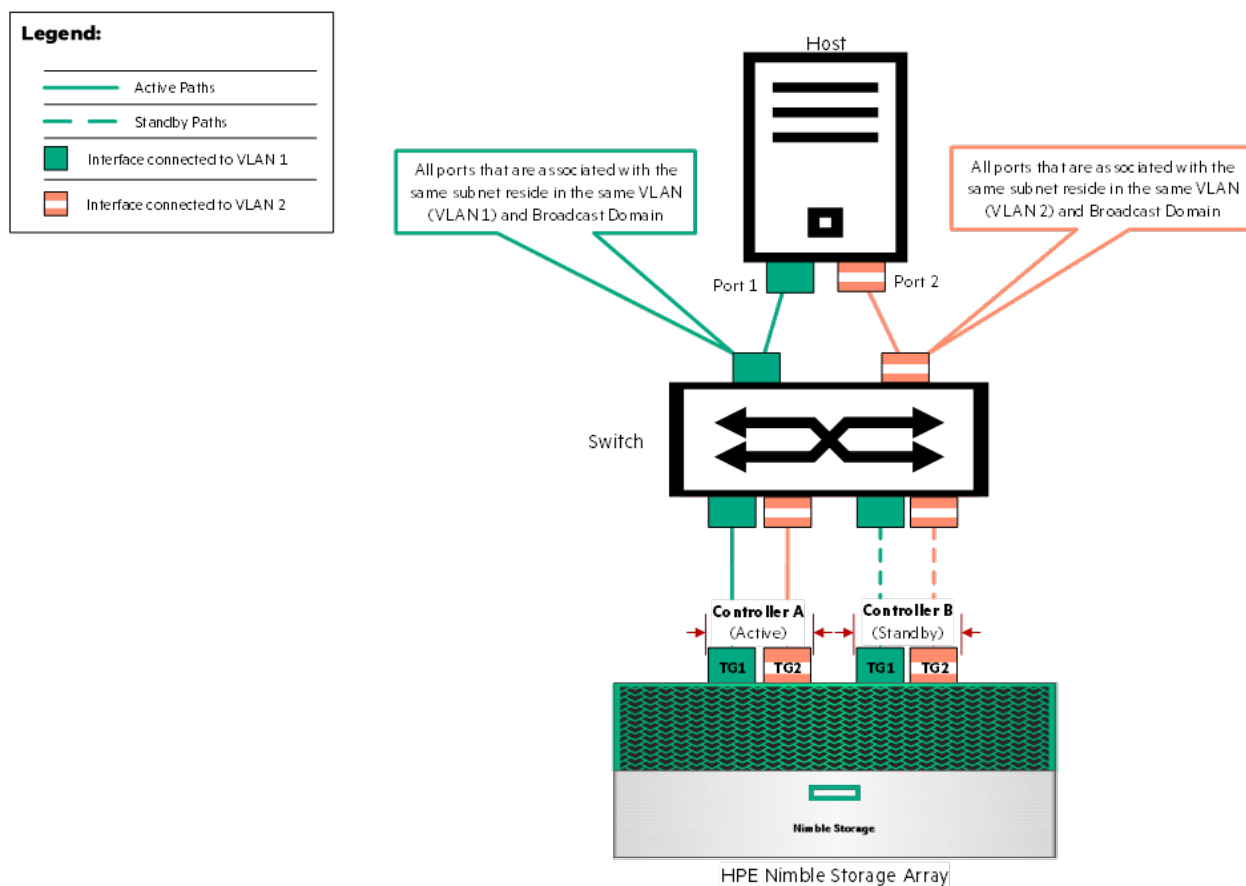 Legend:
Active Paths
Standby Paths
Interface connected to VLAN 1
Interface connected to VLAN 2
Host
All ports that are associated with the
same subnet reside in the same VLAN
(VLAN 1) and Broadcast Domain
All ports that are associated with the
same subnet reside in the same VLAN
(VLAN 2) and Broadcast Domain
Port 1
Port 2
Switch
Controller A
(Active)
Controller B
(Standby)
TG1
TG2
TG1
TG2
Nimble Storage
HPE Nimble Storage Array